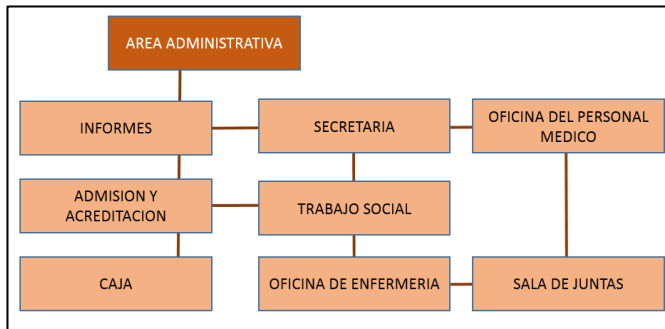 AREA ADMINISTRATIVA
INFORMES
SECRETARIA
OFICINA DEL PERSONAL
MEDICO
ADMISION Y
ACREDITACION
TRABAJO SOCIAL
CAJA
OFICINA DE ENFERMERIA
SALA DE JUNTAS